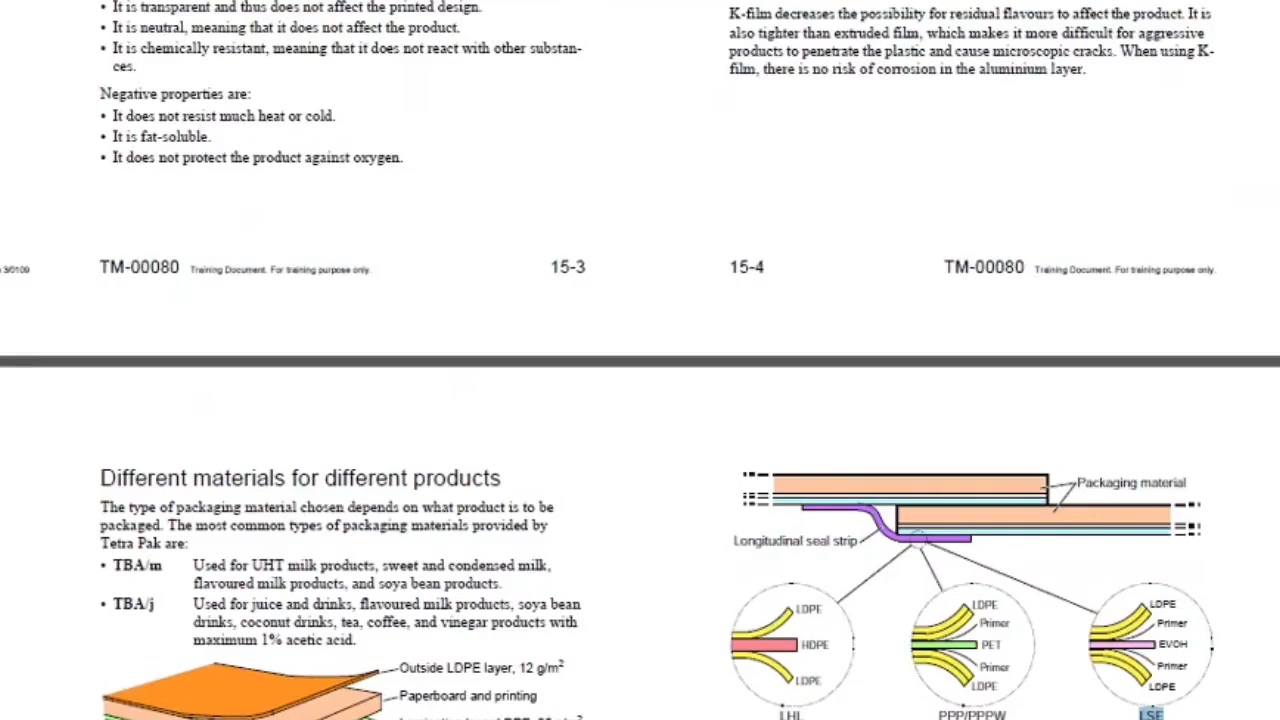 • It is transparent and thus does not affect the printed design.
• It is neutral, meaning that it does not affect the product.
• It is chemically resistant, meaning that it does not react with other substan-
ces.
Negative properties are:
• It does not resist much heat or cold.
• It is fat-soluble.
• It does not protect the product against oxygen.
TM-00080 Training Document. For training purpose only. 15-3
K-film decreases the possibility for residual flavours to affect the product. It is
also tighter than extruded film, which makes it more difficult for aggressive
products to penetrate the plastic and cause microscopic cracks. When using K-
film, there is no risk of corrosion in the aluminium layer.
15-4 TM-00080 Training Document. For training purpose only.
Different materials for different products
The type of packaging material chosen depends on what product is to be
packaged. The most common types of packaging materials provided by
Tetra Pak are:
• TBA/m Used for UHT milk products, sweet and condensed milk,
flavoured milk products, and soya bean products.
• TBA/j Used for juice and drinks, flavoured milk products, soya bean
drinks, coconut drinks, tea, coffee, and vinegar products with
maximum 1% acetic acid.
Outside LDPE layer, 12 g/m2
Paperboard and printing
Packaging material
Longitudinal seal strip
LDPE
HDPE
LDPE
LHL
LDPE
Primer
PET
Primer
LDPE
PPP/PPPW
LDPE
Primer
EVOH
Primer
LDPE
LSE